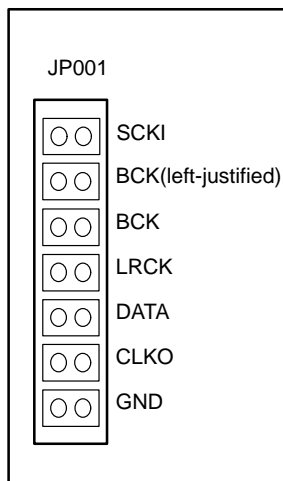 JP001
SCKI
BCK(left-justified)
BCK
LRCK
DATA
CLKO
GND